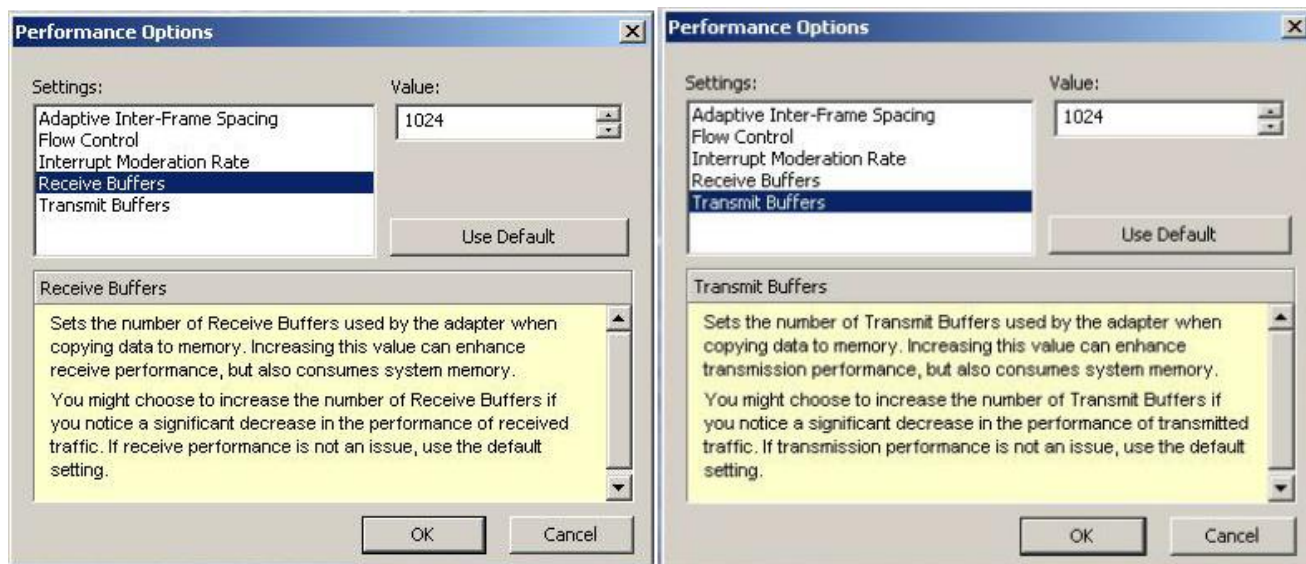 Performance Options
Settings:
Value:
Adaptive Inter-Frame Spacing
Flow Control
Interrupt Moderation Rate
Receive Buffers
Transmit Buffers
1024
Use Default
Receive Buffers
Sets the number of Receive Buffers used by the adapter when
copying data to memory. Increasing this value can enhance
receive performance, but also consumes system memory.
You might choose to increase the number of Receive Buffers if
you notice a significant decrease in the performance of received
traffic. If receive performance is not an issue, use the default
setting.
OK
Cancel
Performance Options
Settings:
Value:
Adaptive Inter-Frame Spacing
Flow Control
Interrupt Moderation Rate
Receive Buffers
Transmit Buffers
1024
Use Default
Transmit Buffers
Sets the number of Transmit Buffers used by the adapter when
copying data to memory. Increasing this value can enhance
transmission performance, but also consumes system memory.
You might choose to increase the number of Transmit Buffers if
you notice a significant decrease in the performance of transmitted
traffic. If transmission performance is not an issue, use the default
setting.
OK
Cancel